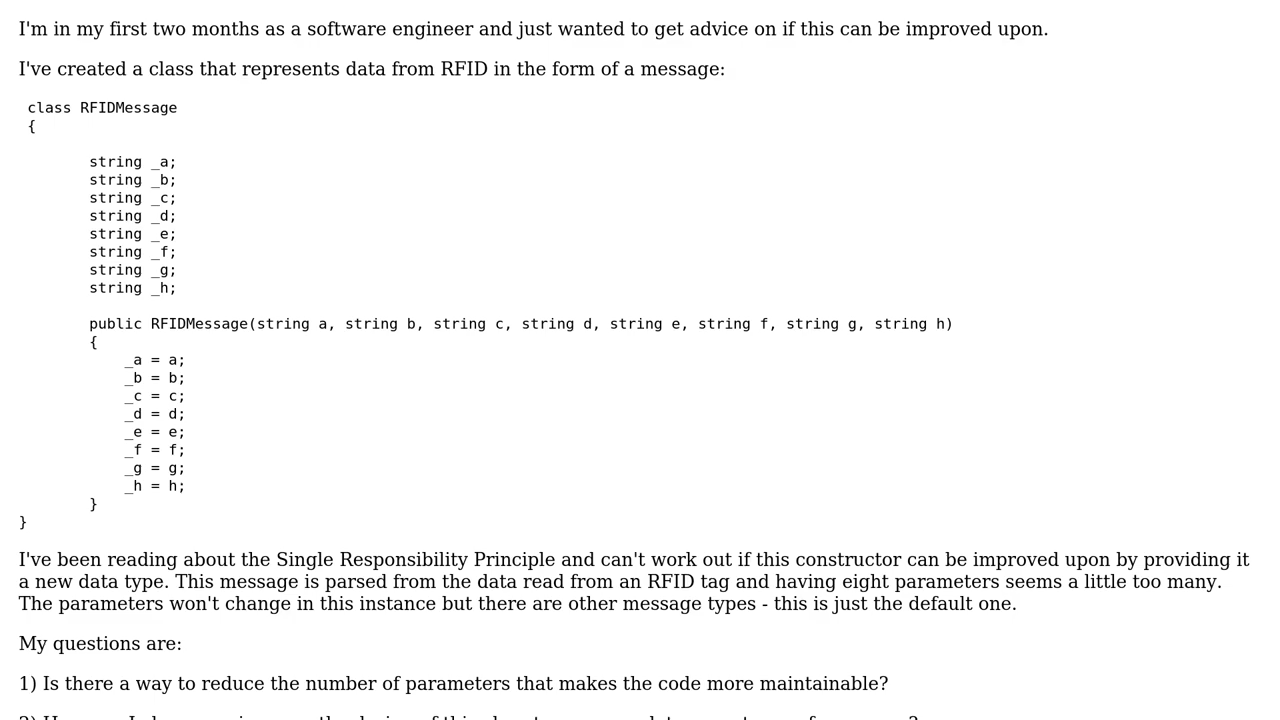 I'm in my first two months as a software engineer and just wanted to get advice on if this can be improved upon.
I've created a class that represents data from RFID in the form of a message:
class RFIDMessage
{
string _a;
string _b;
string _c;
string _d;
string _e;
string _f;
string _g;
string _h;
public RFIDMessage(string a, string b, string c, string d, string e, string f, string g, string h)
{
_a = a;
_b = b;
_c = c;
_d = d;
_e = e;
_f = f;
_g = g;
_h = h;
}
}
I've been reading about the Single Responsibility Principle and can't work out if this constructor can be improved upon by providing it
a new data type. This message is parsed from the data read from an RFID tag and having eight parameters seems a little too many.
The parameters won't change in this instance but there are other message types - this is just the default one.
My questions are:
1) Is there a way to reduce the number of parameters that makes the code more maintainable?